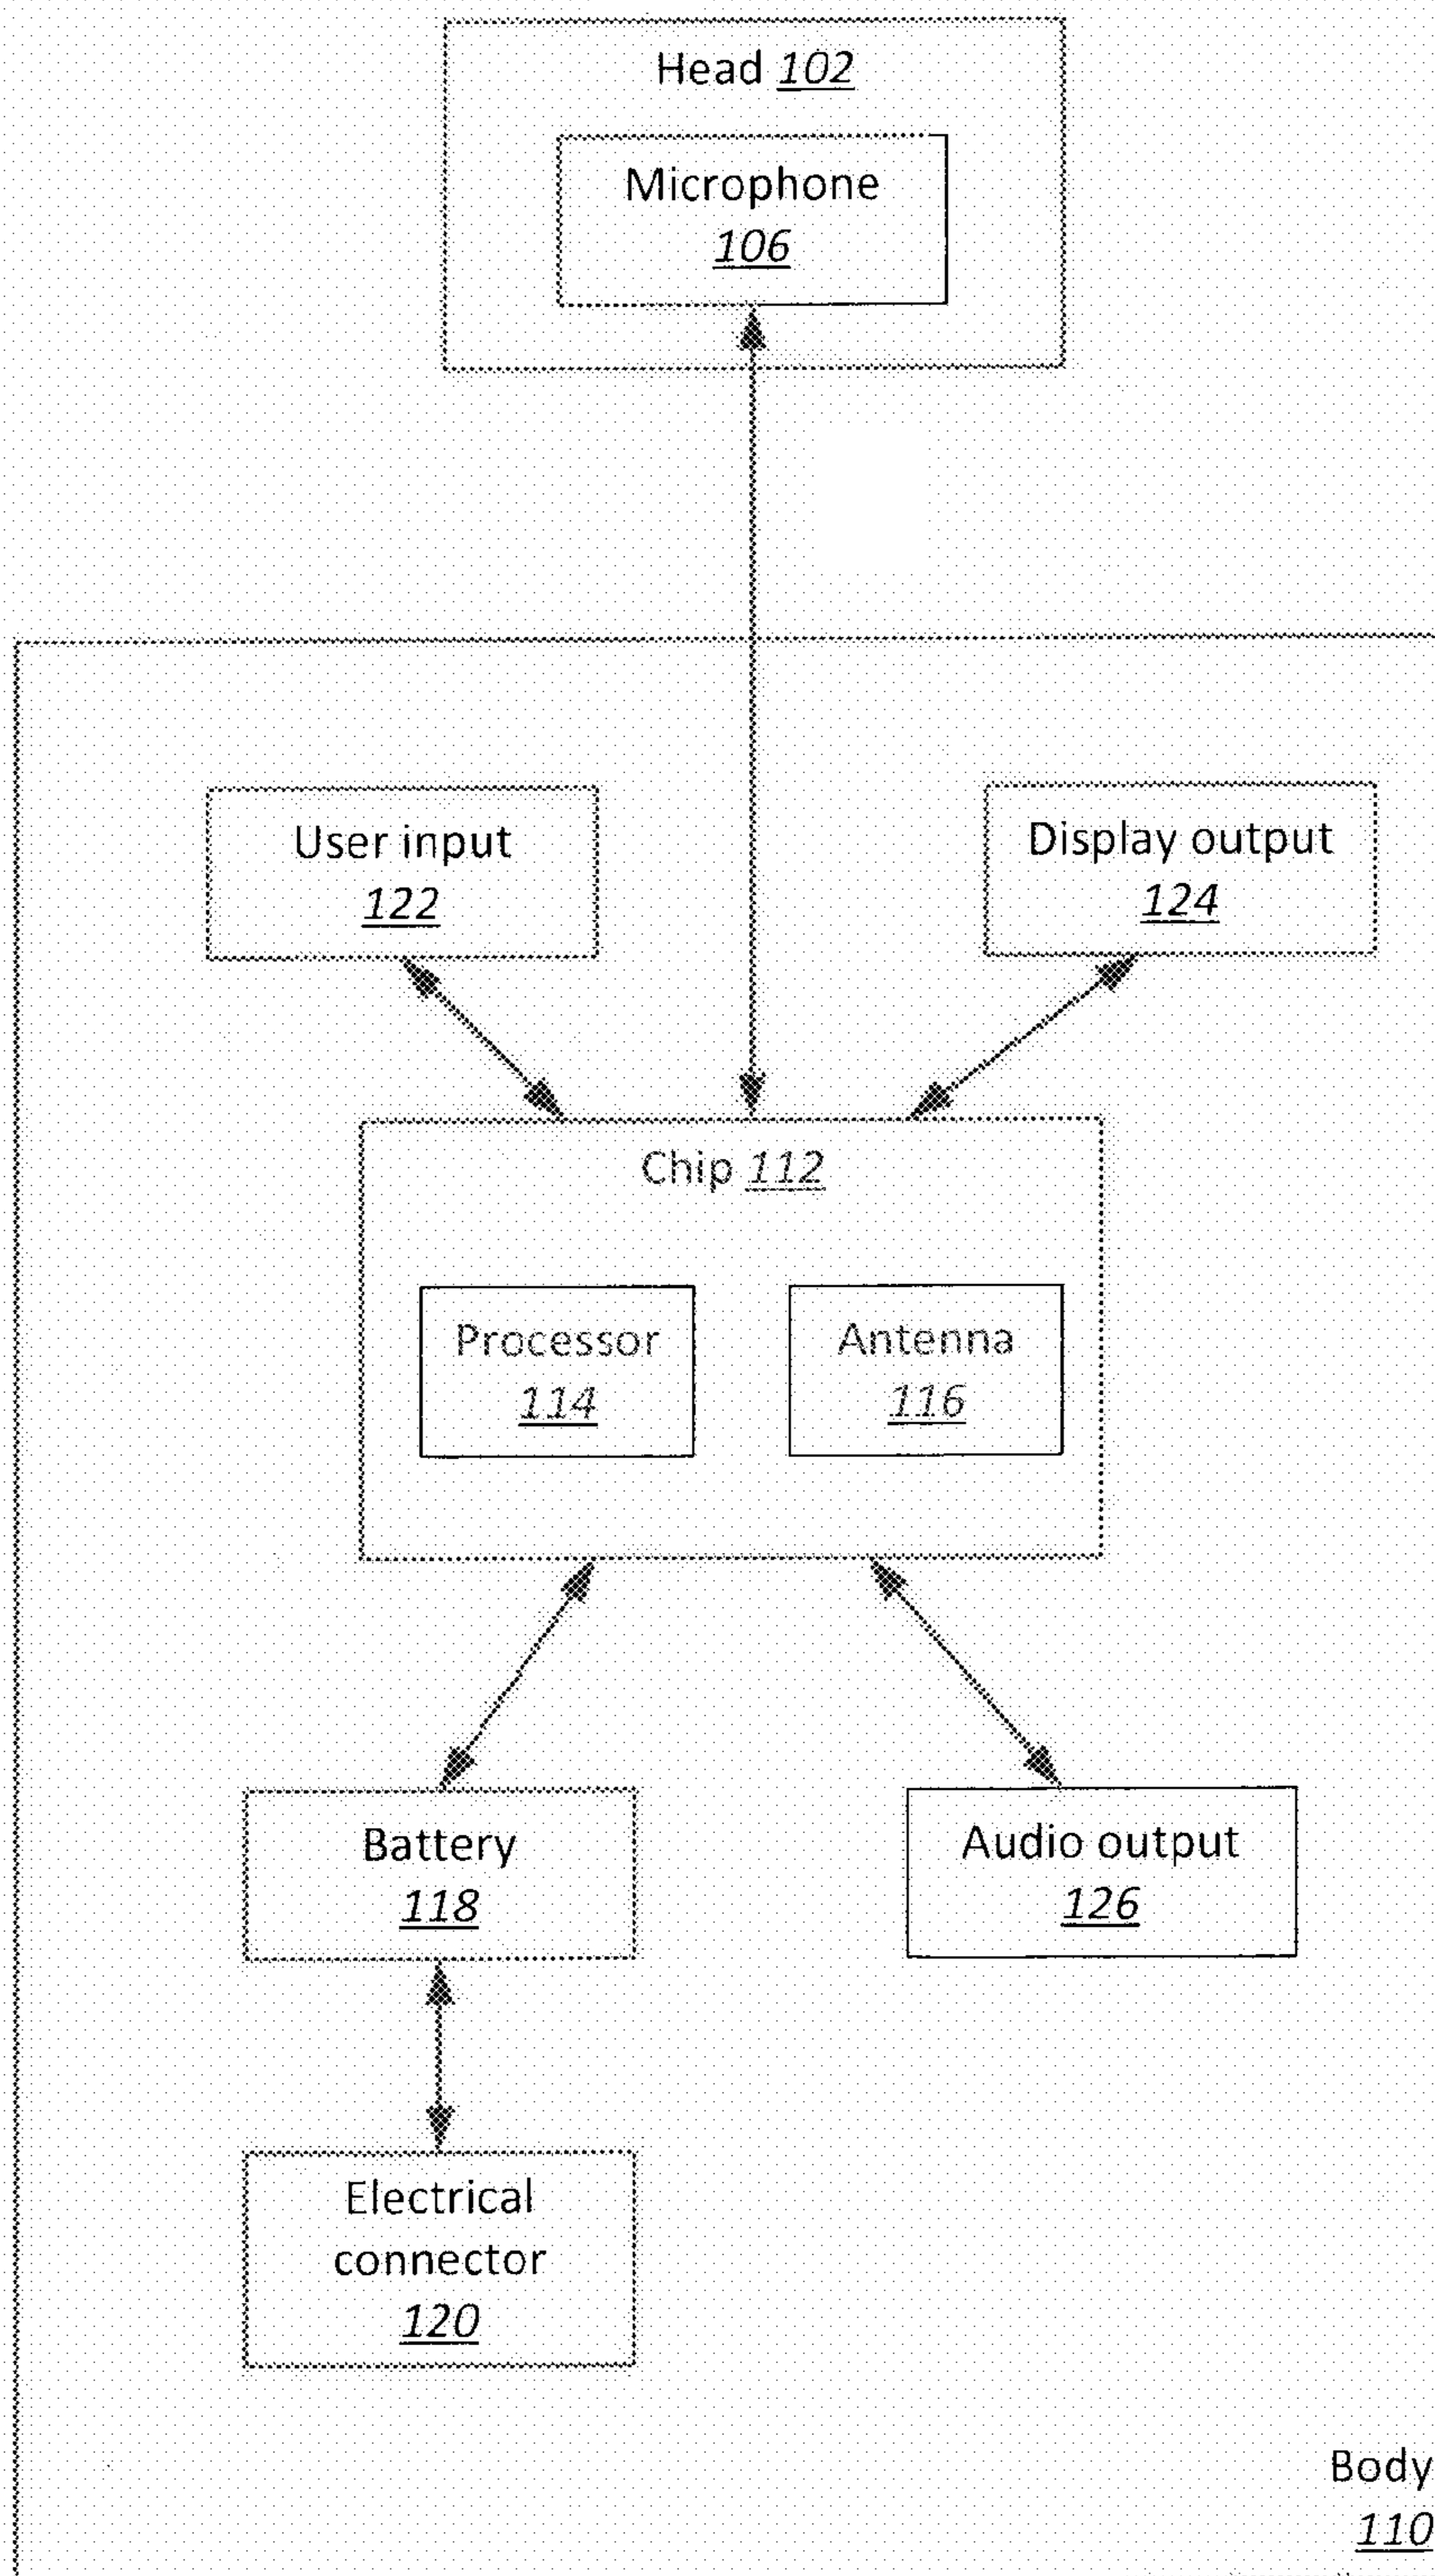 Head 102
Microphone
106
User input
122
Display output
124
Chip 112
Processor
114
Antenna
116
Battery
118
Audio output
126
Electrical
connector
120
Body
110